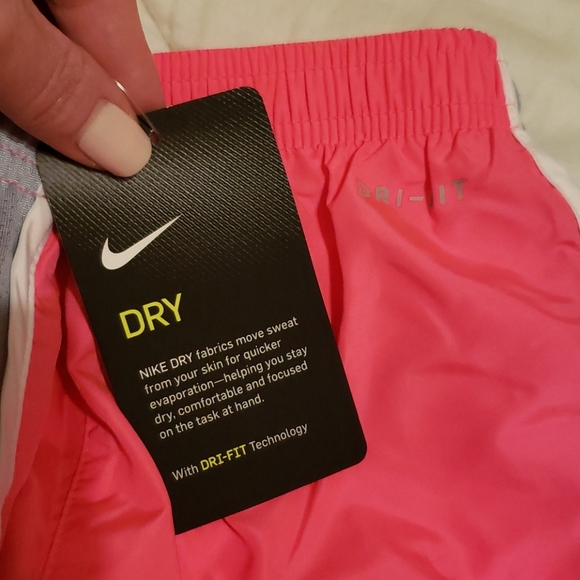 DRI-FIT
DRY
NIKE DRY fabrics move sweat
from your skin for quicker
evaporation—helping you stay
dry, comfortable and focused
on the task at hand.
With DRI-FIT Technology